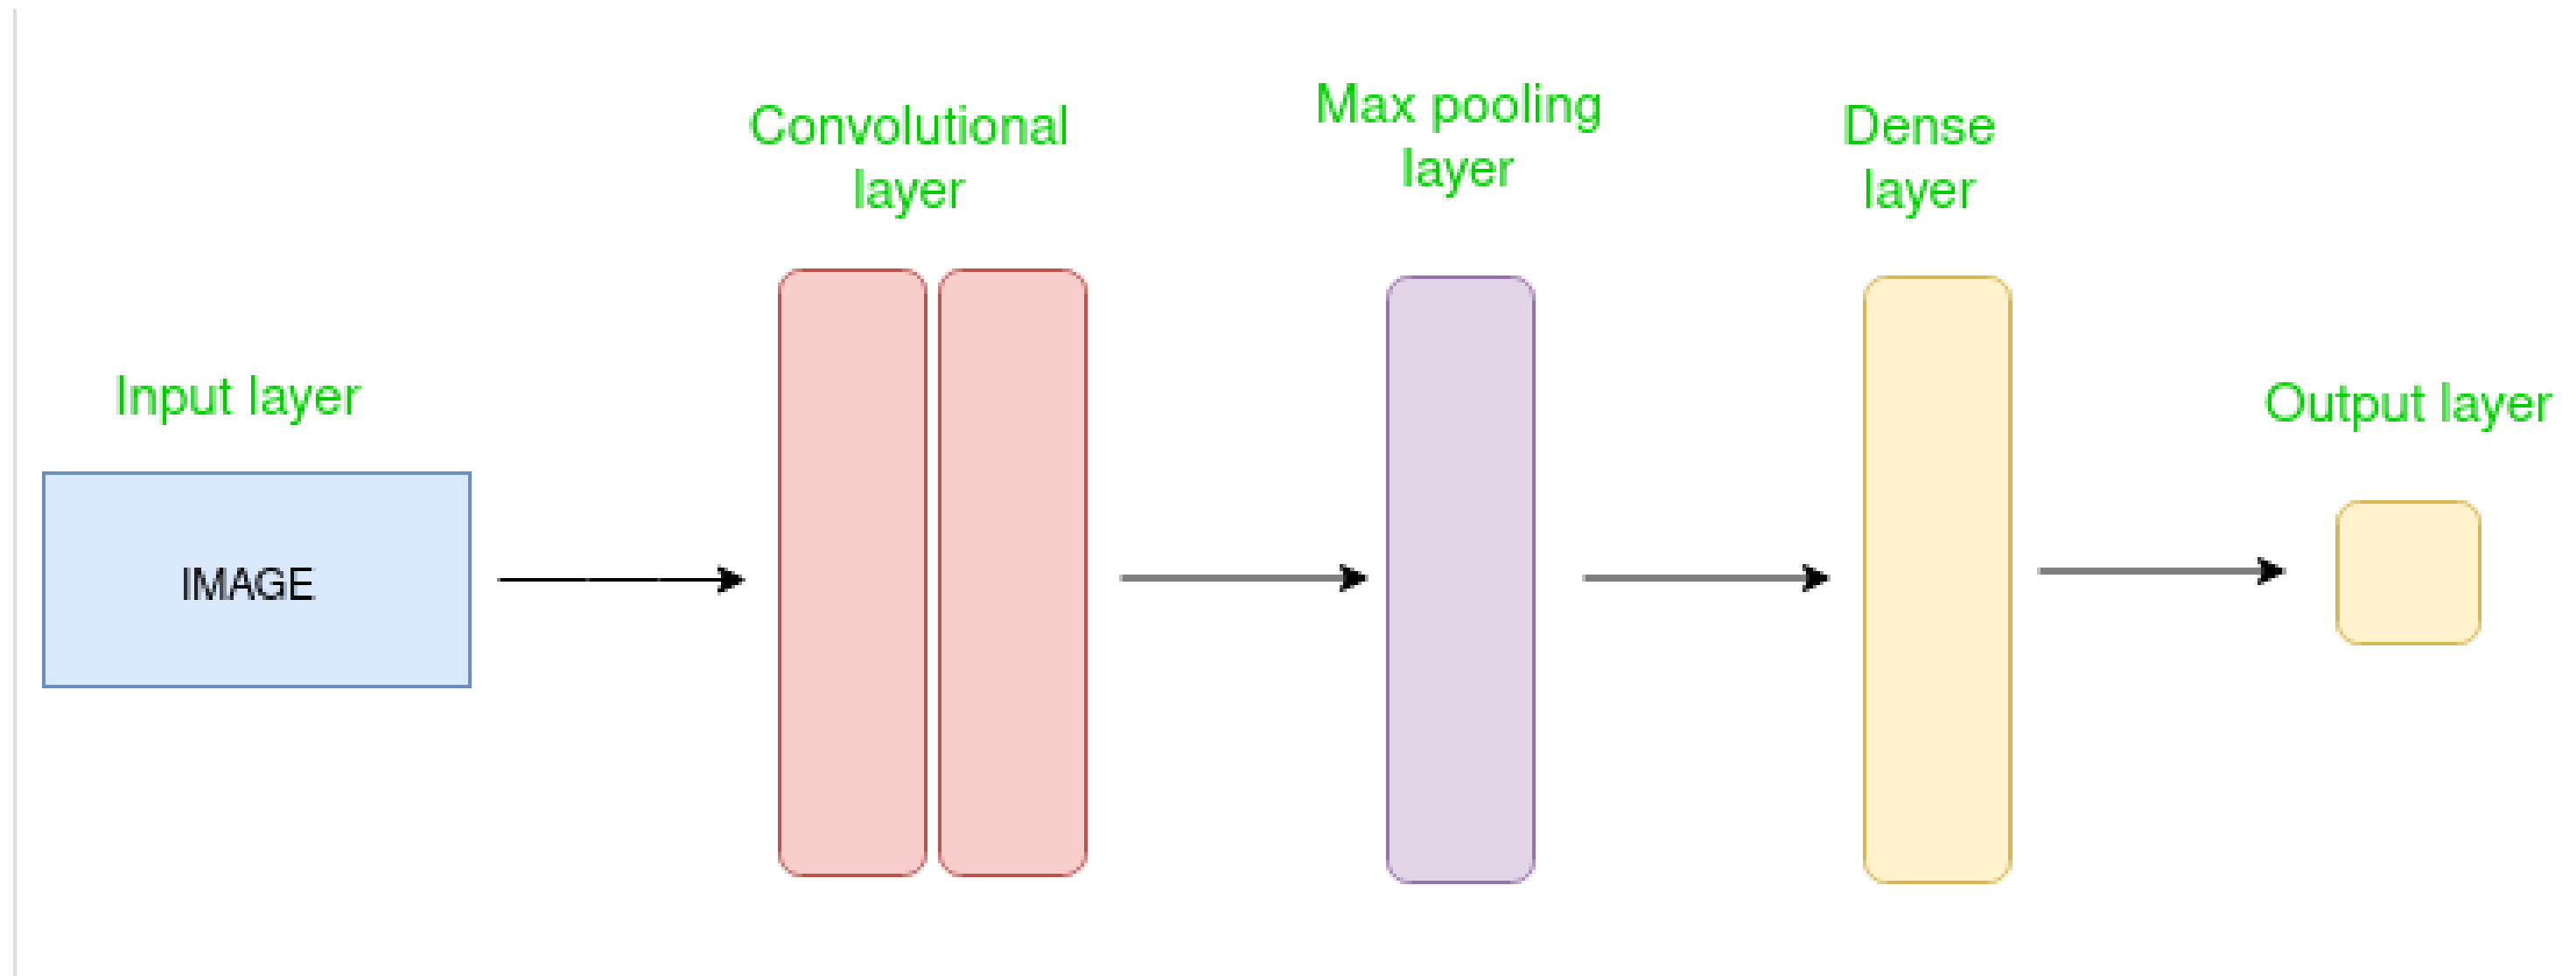 Input layer
IMAGE
Convolutional
layer
Max pooling
layer
Dense
layer
Output layer